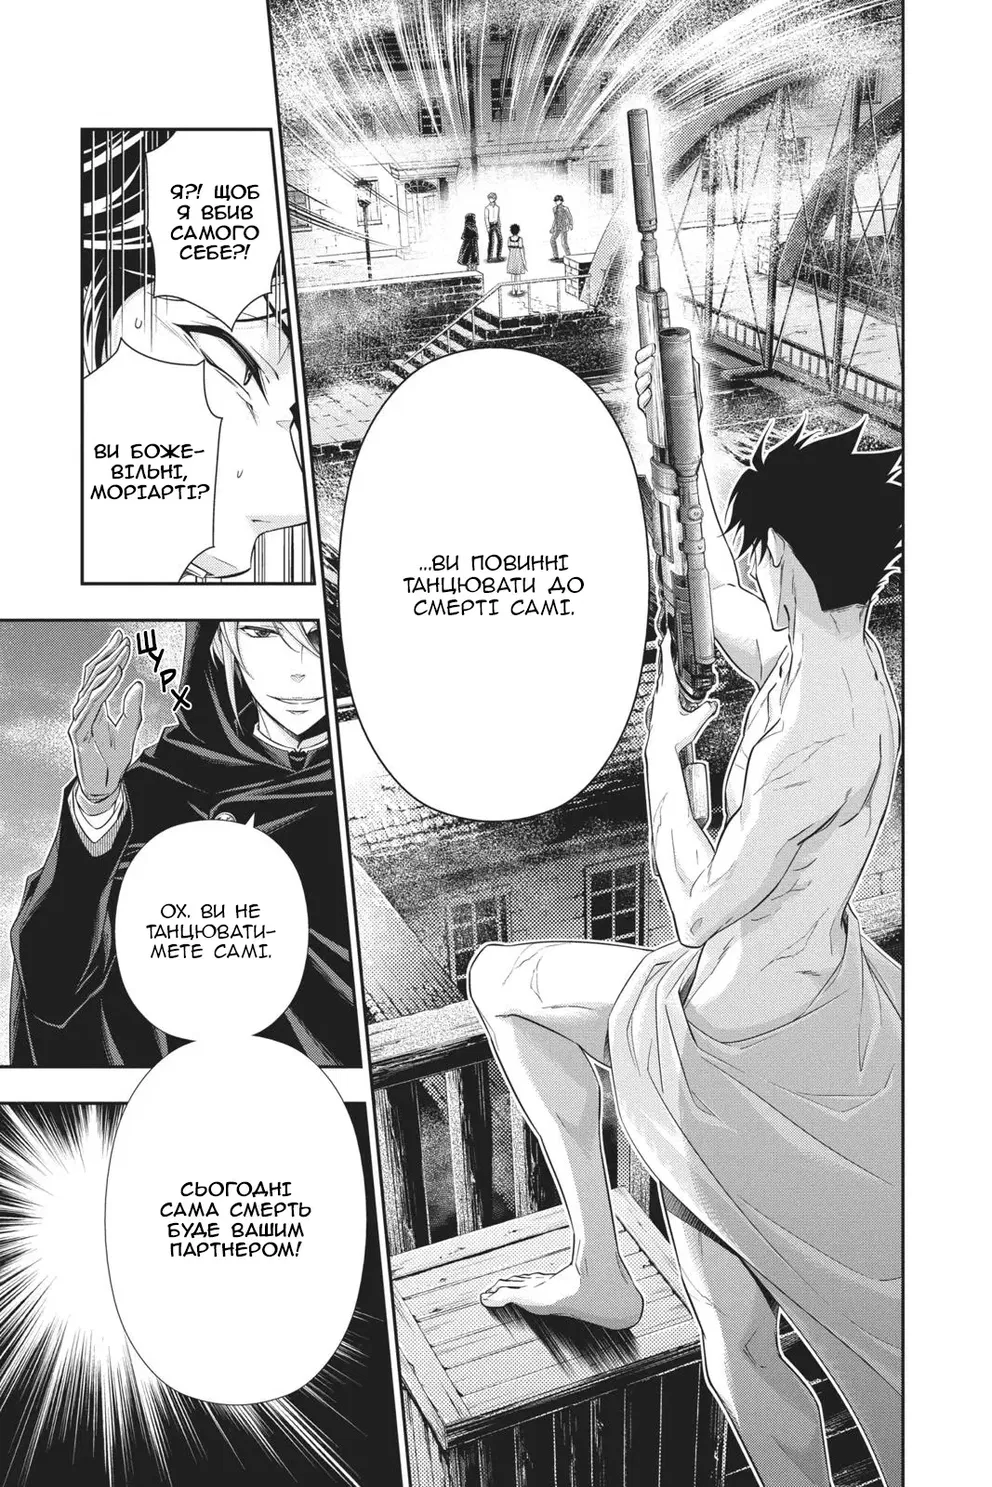 ...ВИ ПОВИННІ
ТАНЦЮВАТИ ДО
СМЕРТІ САМІ.
Я?! ЩОБ
Я ВБИВ
САМОГО
СЕБЕ?!
ВИ БОЖЕ-
ВІЛЬНІ,
МОРІАРТІ?
ЩУРХ
ОХ. ВИ НЕ
ТАНЦЮВАТИ-
МЕТЕ САМІ.
СЬОГОДНІ
САМА СМЕРТЬ
БУДЕ ВАШИМ
ПАРТНЕРОМ!